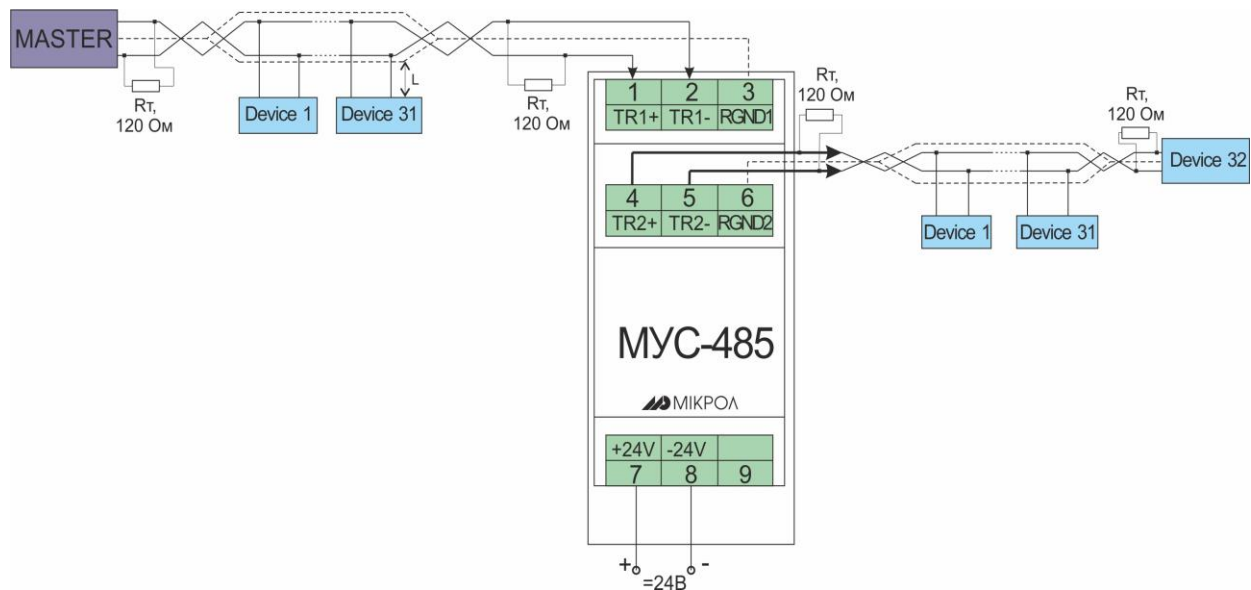 MASTER
Rт,
120 Ом
Device 1
Device 31
L
Rт,
120 Ом
1 2 3
TR1+ TR1- RGND1
Rт,
120 Ом
Rт,
120 Ом
Device 32
4 5 6
TR2+ TR2- RGND2
Device 1
Device 31
МУС-485
МІКРОЛ
+24V -24V
7 8 9
+ -
=24В